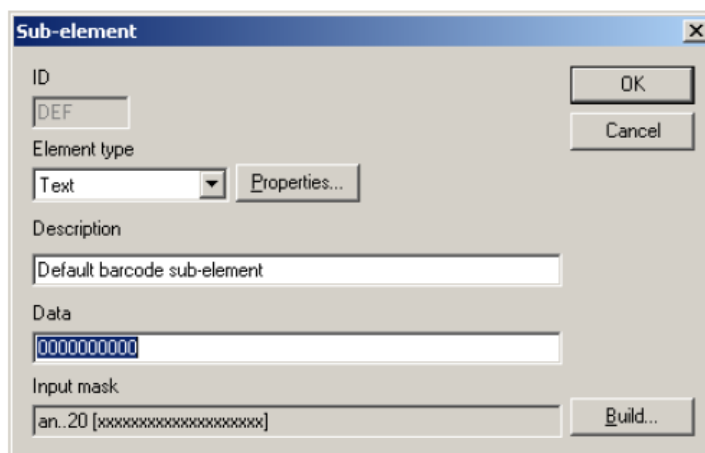 Sub-element
ID
OK
DEF
Cancel
Element type
Text
Properties...
Description
Default barcode sub-element
Data
0000000000
Input mask
an..20 [xxxxxxxxxxxxxxxxxxxx]
Build...